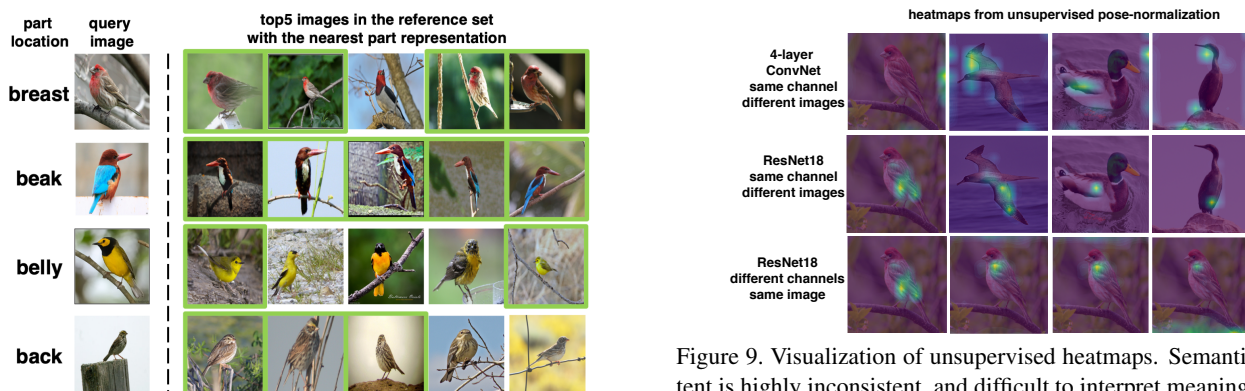 part
location
query
image
top5 images in the reference set
with the nearest part representation
breast
beak
belly
back
heatmaps from unsupervised pose-normalization
4-layer
ConvNet
same channel
different images
ResNet18
same channel
different images
ResNet18
different channels
same image
Figure 9. Visualization of unsupervised heatmaps. Semanti
tent is highly inconsistent, and difficult to interpret meaning